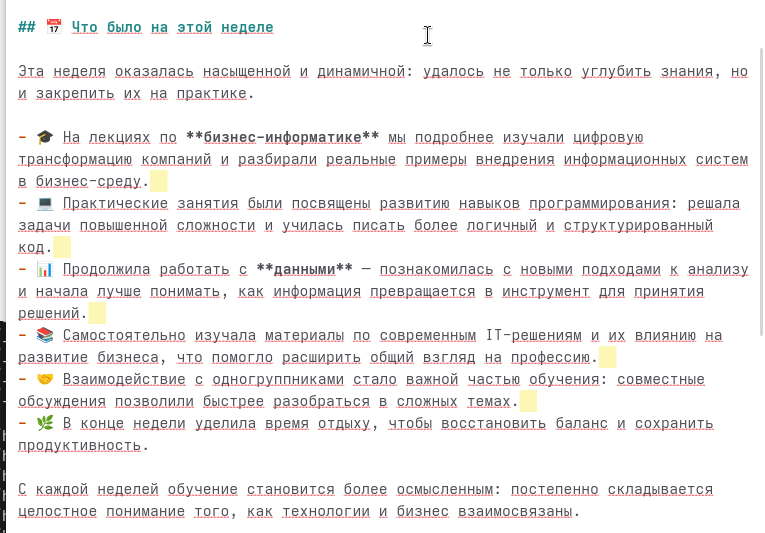 ## 📅 Что было на этой неделе
Эта неделя оказалась насыщенной и динамичной: удалось не только углубить знания, но
и закрепить их на практике.
- 🎓 На лекциях по **бизнес-информатике** мы подробнее изучали цифровую
трансформацию компаний и разбирали реальные примеры внедрения информационных систем
в бизнес-среду.
- 💻 Практические занятия были посвящены развитию навыков программирования: решала
задачи повышенной сложности и училась писать более логичный и структурированный
код.
- 📊 Продолжила работать с **данными** — познакомилась с новыми подходами к анализу
и начала лучше понимать, как информация превращается в инструмент для принятия
решений.
- 📚 Самостоятельно изучала материалы по современным IT-решениям и их влиянию на
развитие бизнеса, что помогло расширить общий взгляд на профессию.
- 🤝 Взаимодействие с одногруппниками стало важной частью обучения: совместные
обсуждения позволили быстрее разобраться в сложных темах.
- 🌿 В конце недели уделила время отдыху, чтобы восстановить баланс и сохранить
продуктивность.
С каждой неделей обучение становится более осмысленным: постепенно складывается
целостное понимание того, как технологии и бизнес взаимосвязаны.